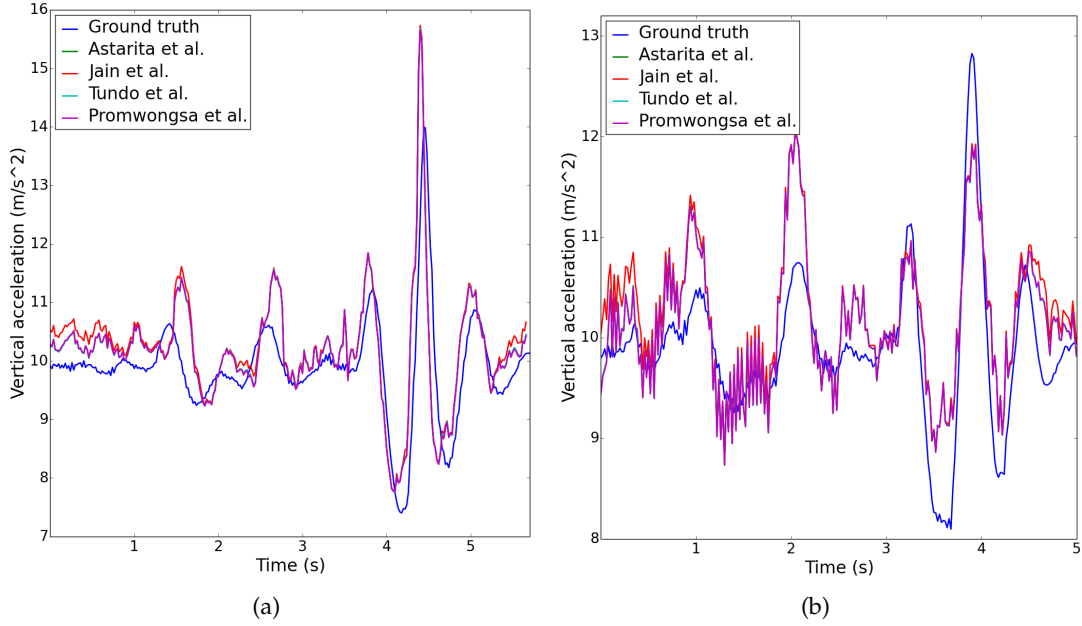 Ground truth
Astarita et al.
Jain et al.
Tundo et al.
Promwongsa et al.
16
15
14
13
12
11
10
9
8
7
Vertical acceleration (m/s^2)
1 2 3 4 5
Time (s)
(a)
Ground truth
Astarita et al.
Jain et al.
Tundo et al.
Promwongsa et al.
13
12
11
10
9
8
Vertical acceleration (m/s^2)
1 2 3 4 5
Time (s)
(b)